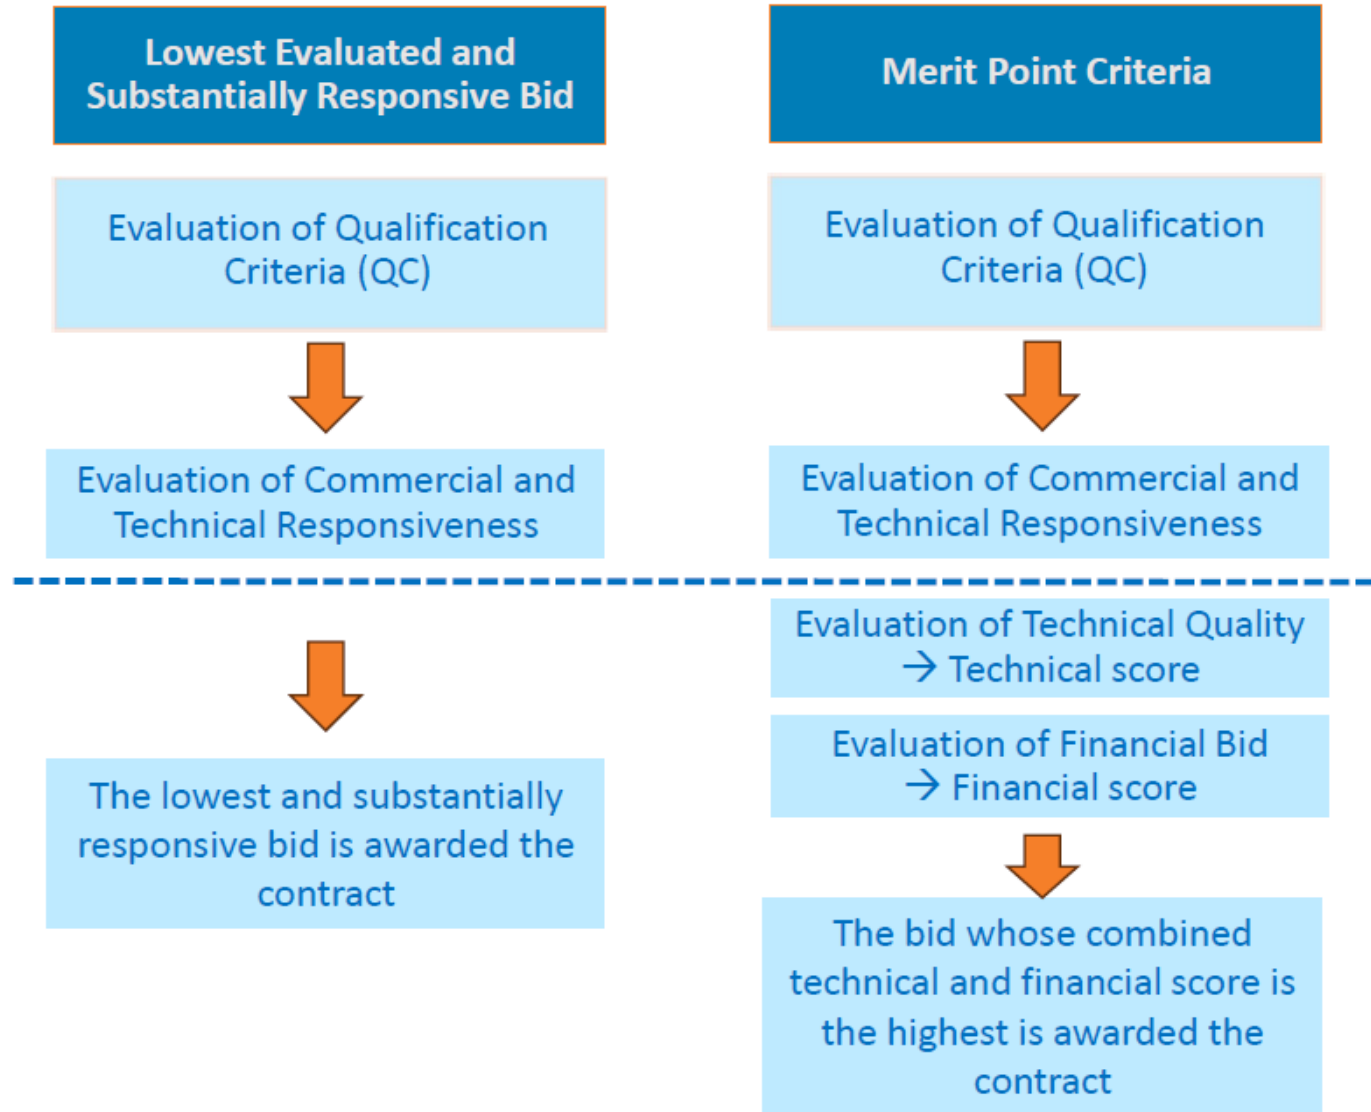 Lowest Evaluated and
Substantially Responsive Bid
Evaluation of Qualification
Criteria (QC)
Evaluation of Commercial and
Technical Responsiveness
The lowest and substantially
responsive bid is awarded the
contract
Merit Point Criteria
Evaluation of Qualification
Criteria (QC)
Evaluation of Commercial and
Technical Responsiveness
Evaluation of Technical Quality
→ Technical score
Evaluation of Financial Bid
→ Financial score
The bid whose combined
technical and financial score is
the highest is awarded the
contract